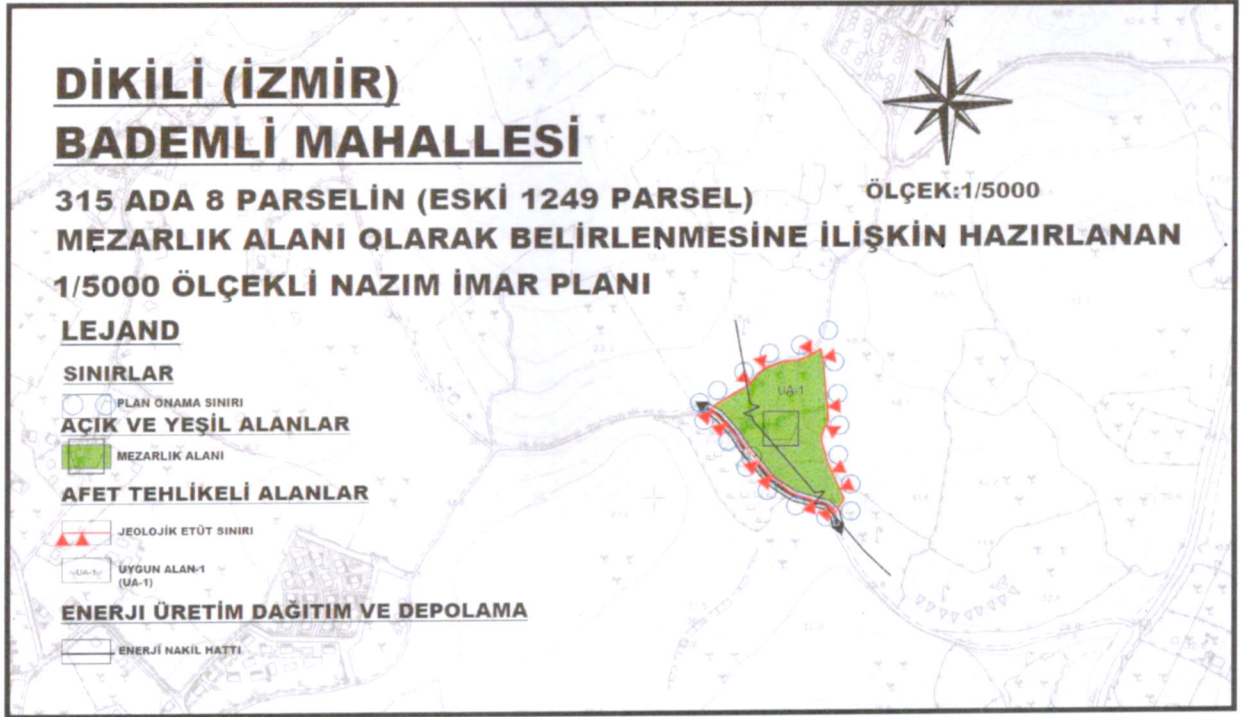 K
DİKİLİ (İZMİR)
BADEMLİ MAHALLESİ
315 ADA 8 PARSELİN (ESKİ 1249 PARSEL)
ÖLÇEK:1/5000
MEZARLIK ALANI OLARAK BELİRLENMESİNE İLİŞKİN HAZIRLANAN
1/5000 ÖLÇEKLİ NAZIM İMAR PLANI
LEJAND
SINIRLAR
PLAN ONAMA SINIRI
AÇIK VE YEŞİL ALANLAR
MEZARLIK ALANI
AFET TEHLİKELİ ALANLAR
JEOLOJİK ETÜT SINIRI
UA-1
UYGUN ALAN-1
(UA-1)
ENERJI ÜRETİM DAĞITIM VE DEPOLAMA
ENERJİ NAKİL HATTI
UA-1